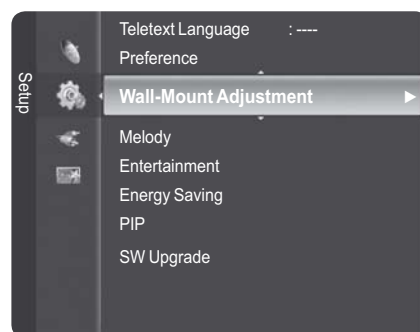 Setup
Teletext Language : ----
Preference
Wall-Mount Adjustment ►
Melody
Entertainment
Energy Saving
PIP
SW Upgrade